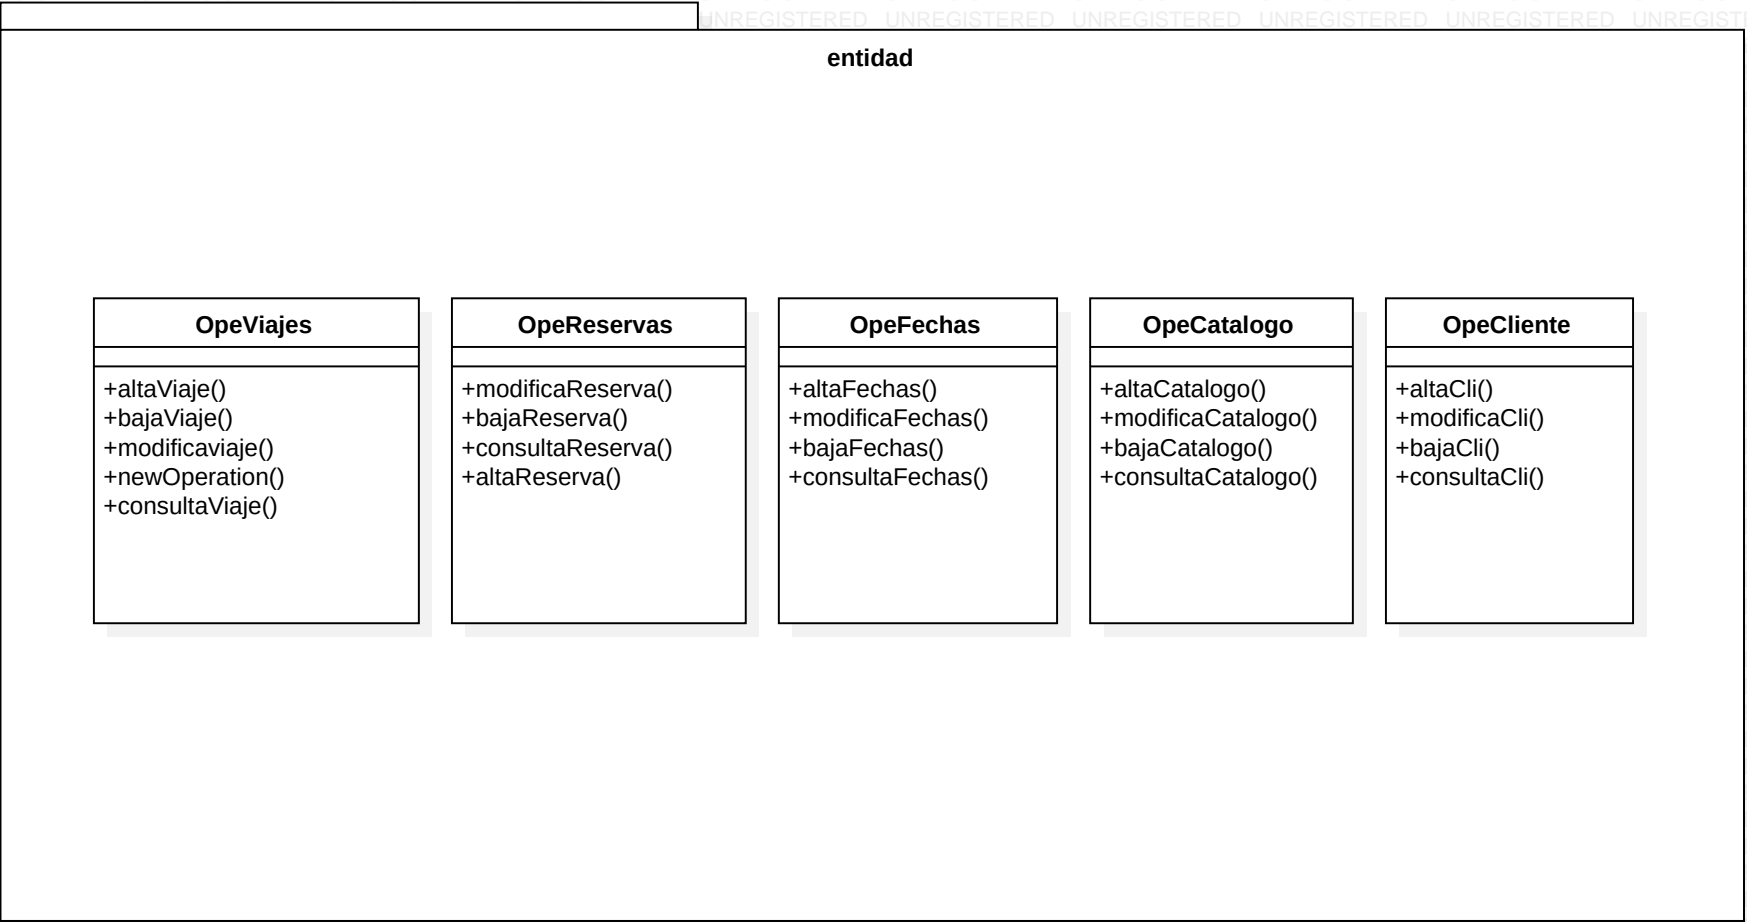 UNREGISTERED UNREGISTERED UNREGISTERED UNREGISTERED UNREGISTERED UNREGISTI
entidad
OpeViajes
+altaViaje()
+bajaViaje()
+modificaviaje()
+newOperation()
+consultaViaje()
OpeReservas
+modificaReserva()
+bajaReserva()
+consultaReserva()
+altaReserva()
OpeFechas
+altaFechas()
+modificaFechas()
+bajaFechas()
+consultaFechas()
OpeCatalogo
+altaCatalogo()
+modificaCatalogo()
+bajaCatalogo()
+consultaCatalogo()
OpeCliente
+altaCli()
+modificaCli()
+bajaCli()
+consultaCli()